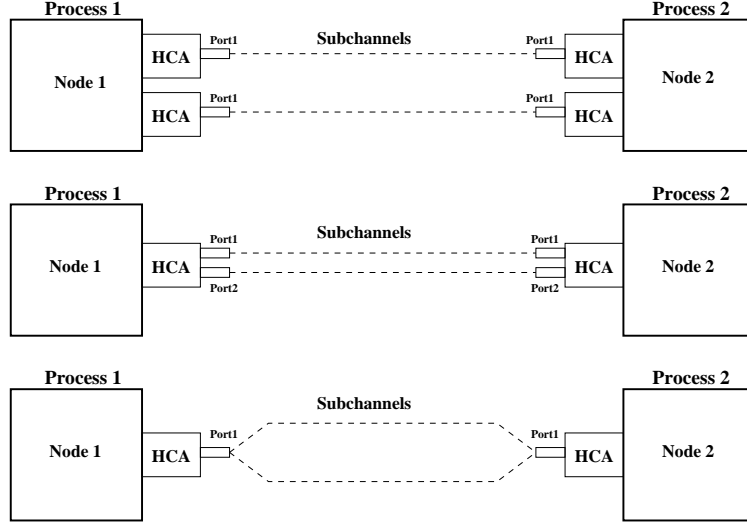 Process 1
Process 2
Port1
Subchannels
Port1
HCA
HCA
Node 1
Node 2
Port1
Port1
HCA
HCA
Process 1
Process 2
Port1
Subchannels
Port1
Node 1
HCA
HCA
Node 2
Port2
Port2
Process 1
Process 2
Subchannels
Port1
Port1
Node 1
HCA
HCA
Node 2